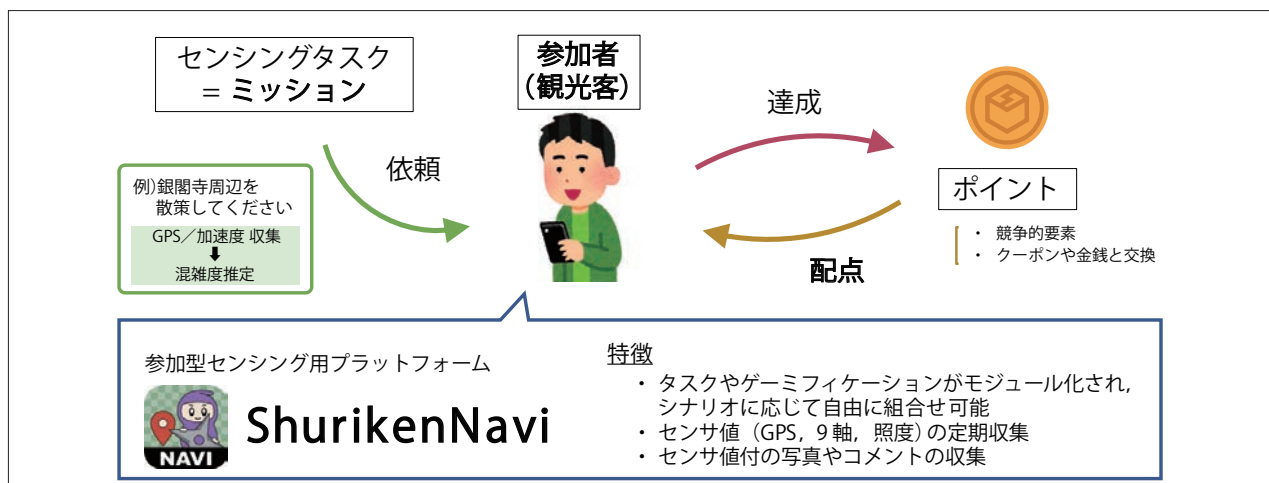 センシングタスク
= ミッション
参加者
（観光客）
達成
依頼
例）銀閣寺周辺を
散策してください
GPS／加速度 収集
混雑度推定
ポイント
・ 競争的要素
・ クーポンや金銭と交換
配点
参加型センシング用プラットフォーム
NAVI
ShurikenNavi
特徴
・ タスクやゲーミフィケーションがモジュール化され，
シナリオに応じて自由に組合せ可能
・ センサ値（GPS，9 軸，照度）の定期収集
・ センサ値付の写真やコメントの収集